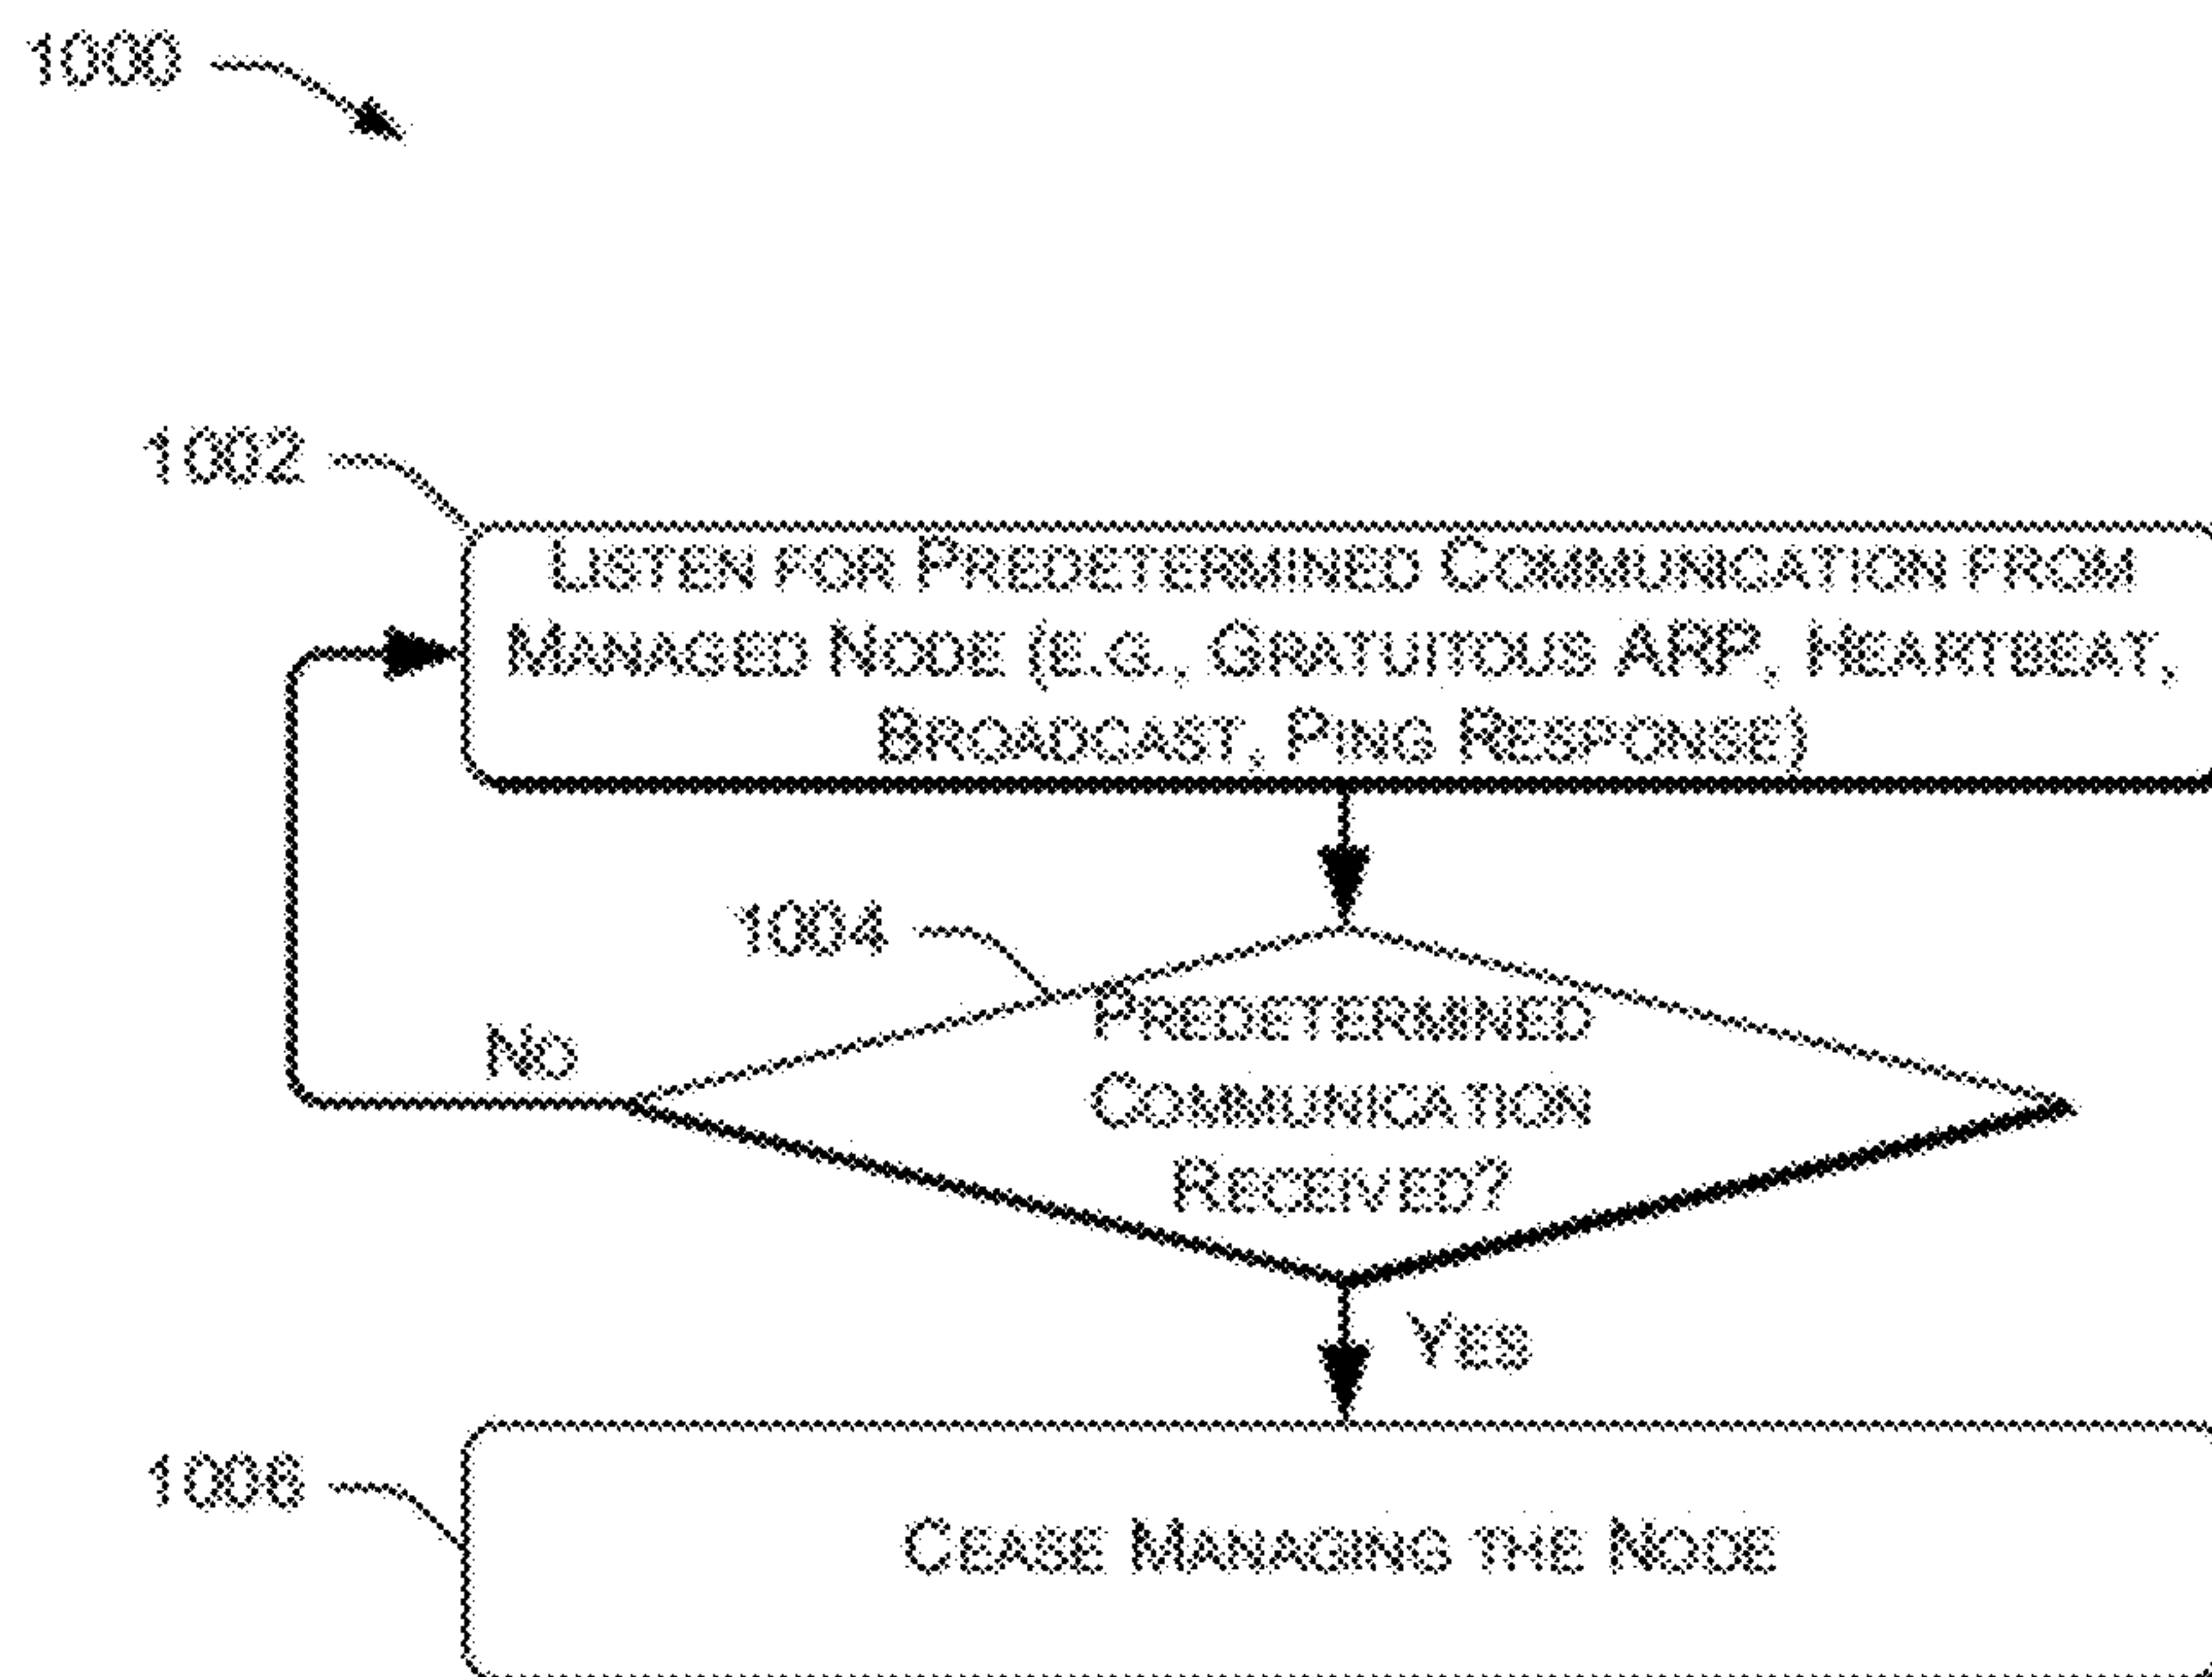 1000
1002
LISTEN FOR PREDETERMINED COMMUNICATION FROM
MANAGED NODE (E.G., GRATUITOUS ARP, HEARTBEAT,
BROADCAST, PING RESPONSE)
1004
PREDETERMINED
COMMUNICATION
RECEIVED?
NO
YES
1008
CEASE MANAGING THE NODE